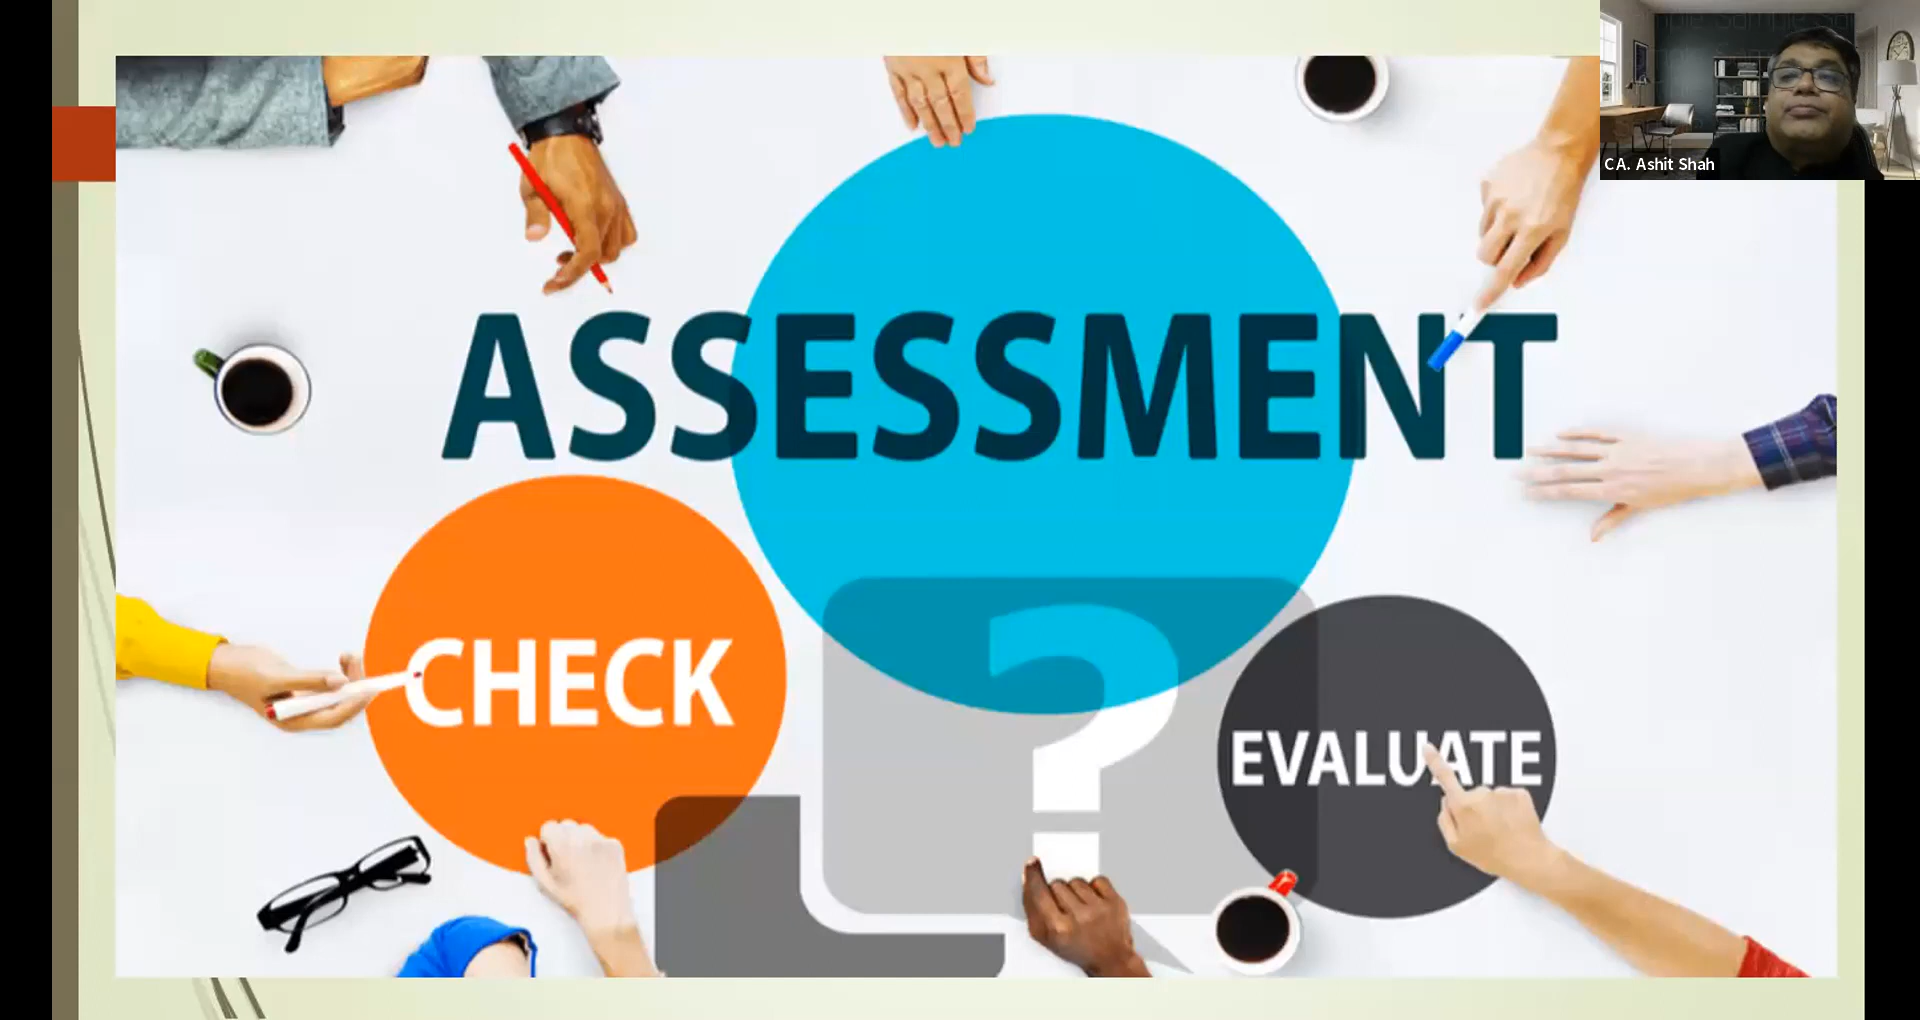 CA. Ashit Shah
ASSESSMENT
CHECK
?
EVALUATE